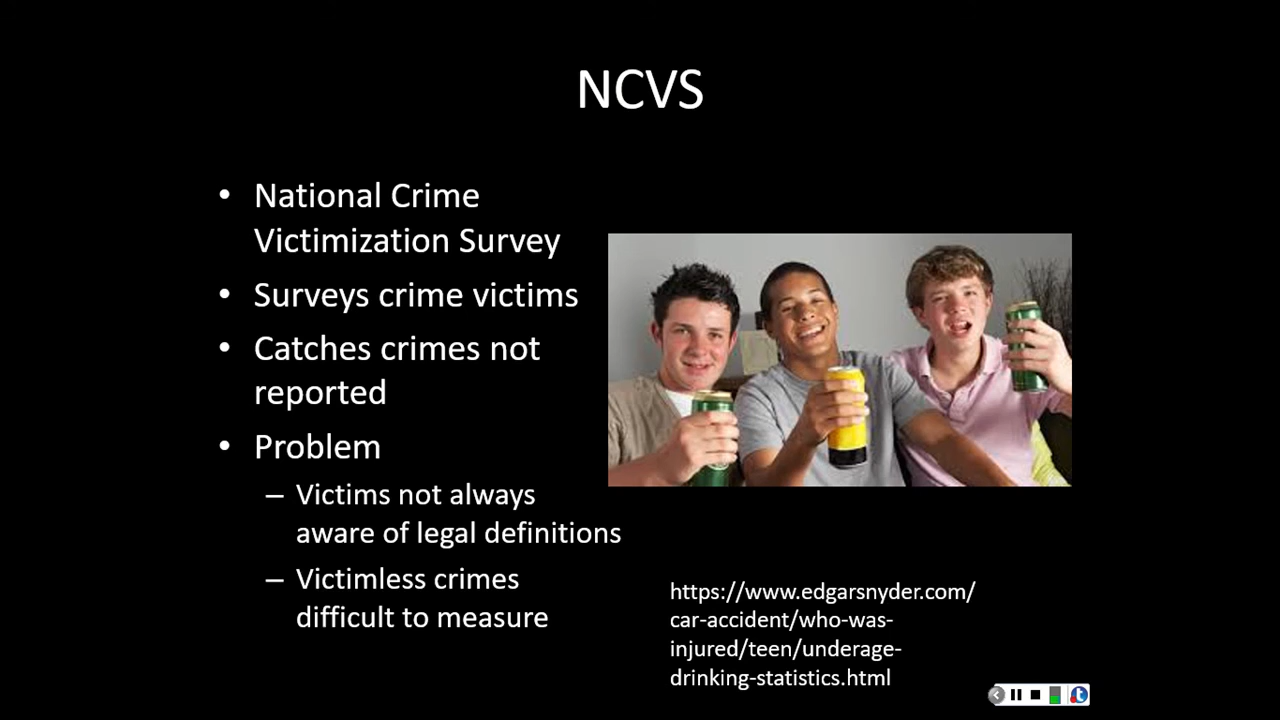 NCVS
• National Crime
Victimization Survey
• Surveys crime victims
• Catches crimes not
reported
• Problem
– Victims not always
aware of legal definitions
– Victimless crimes
difficult to measure
https://www.edgarsnyder.com/
car-accident/who-was-
injured/teen/underage-
drinking-statistics.html